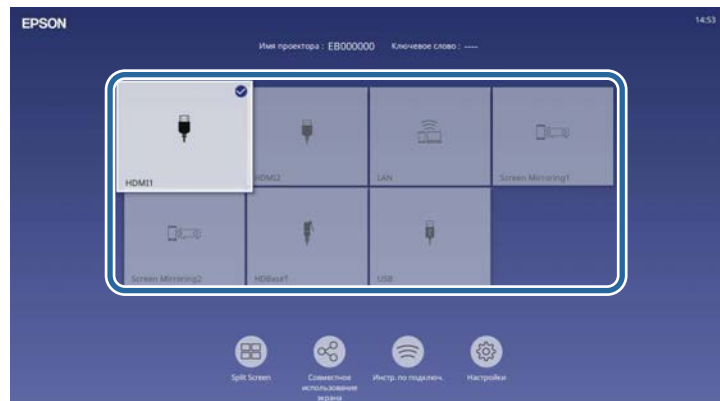 EPSON
14:53
Имя проектора : EB000000 Ключевое слово : ----
HDMI1
HDMI2
LAN
Screen Mirroring1
Screen Mirroring2
HDBaseT
USB
Split Screen
Совместное
использование
экрана
Инстр. по подключ.
Настройки